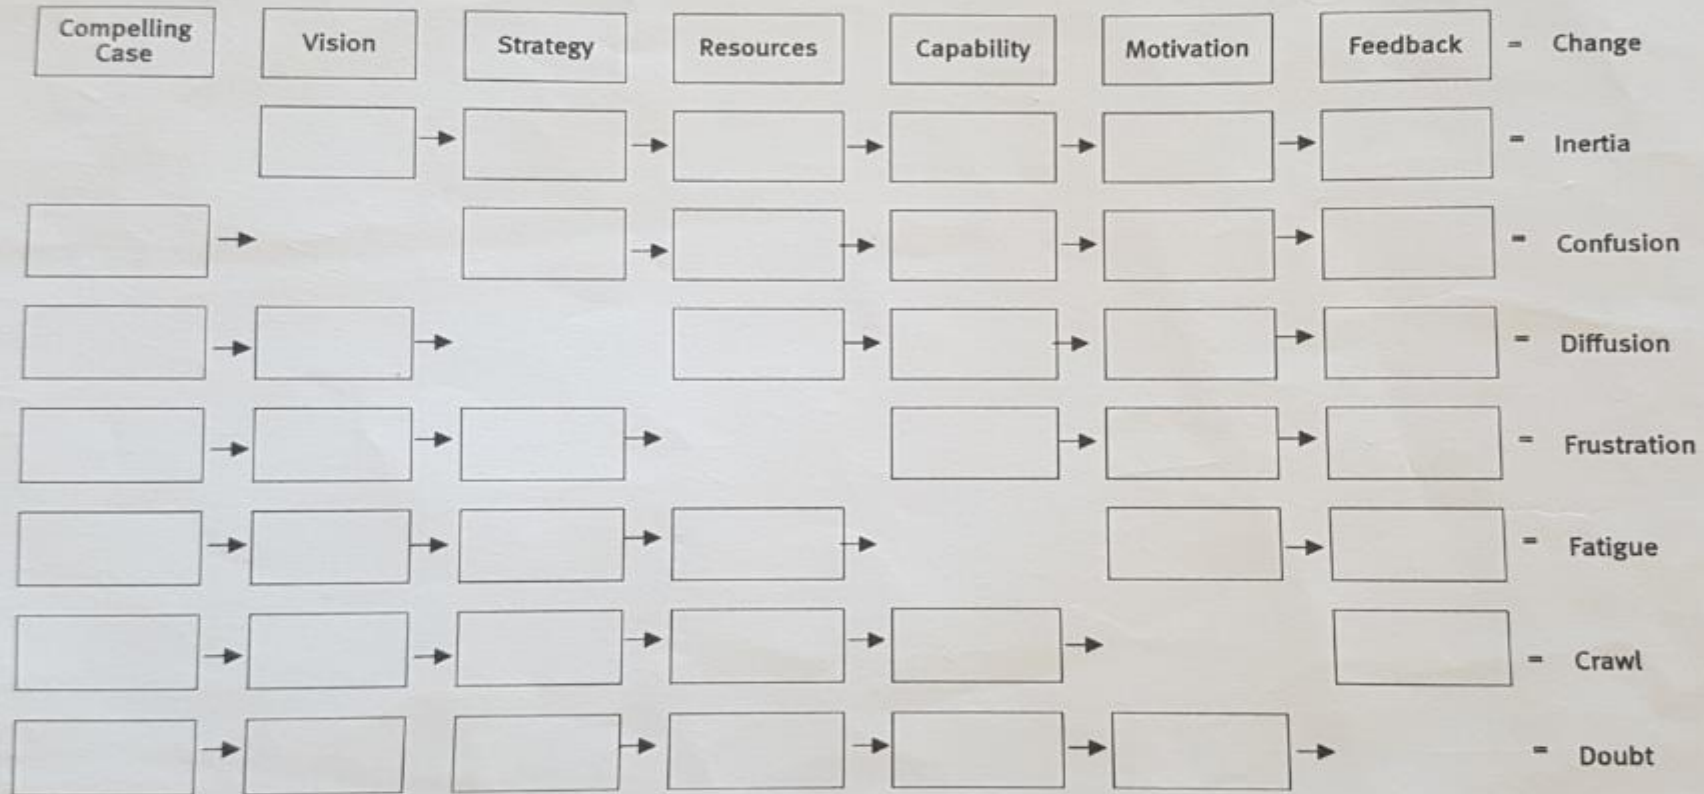 Compelling
Case
Vision
Strategy
Resources
Capability
Motivation
Feedback
= Change
= Inertia
= Confusion
= Diffusion
= Frustration
= Fatigue
= Crawl
= Doubt